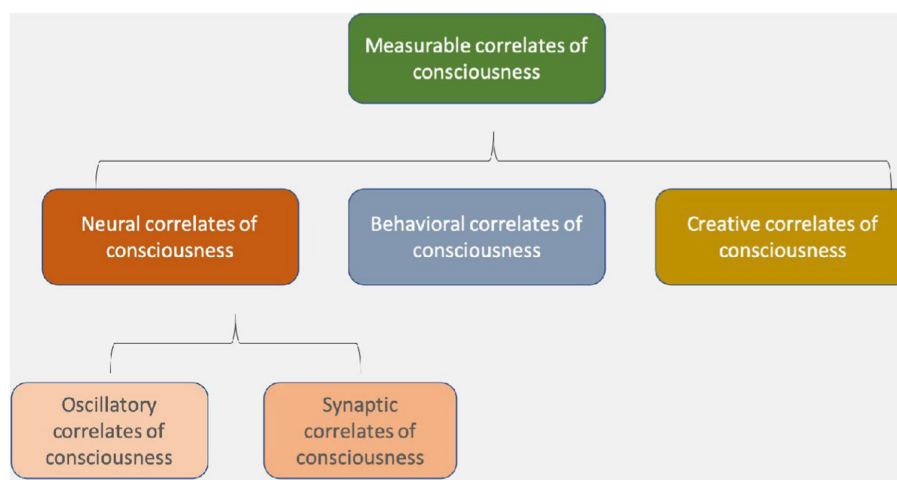 Measurable correlates of
consciousness
Neural correlates of
consciousness
Behavioral correlates of
consciousness
Creative correlates of
consciousness
Oscillatory
correlates of
consciousness
Synaptic
correlates of
consciousness